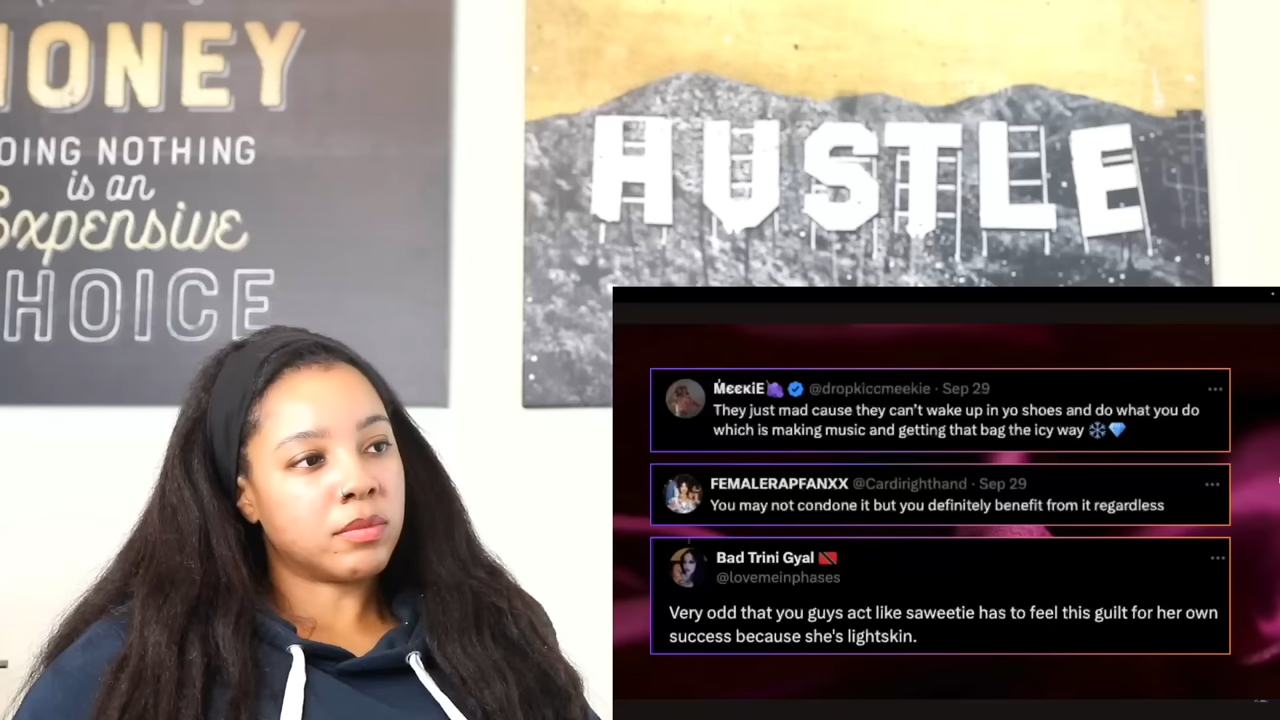 MONEY
DOING NOTHING
is an
Expensive
CHOICE
HUSTLE
MєєкiE🍇 @dropkiccmeekie · Sep 29
They just mad cause they can’t wake up in yo shoes and do what you do
which is making music and getting that bag the icy way ❄️💎
FEMALERAPFANXX @Cardirighthand · Sep 29
You may not condone it but you definitely benefit from it regardless
Bad Trini Gyal 🇹🇹
@lovemeinphases
Very odd that you guys act like saweetie has to feel this guilt for her own
success because she's lightskin.